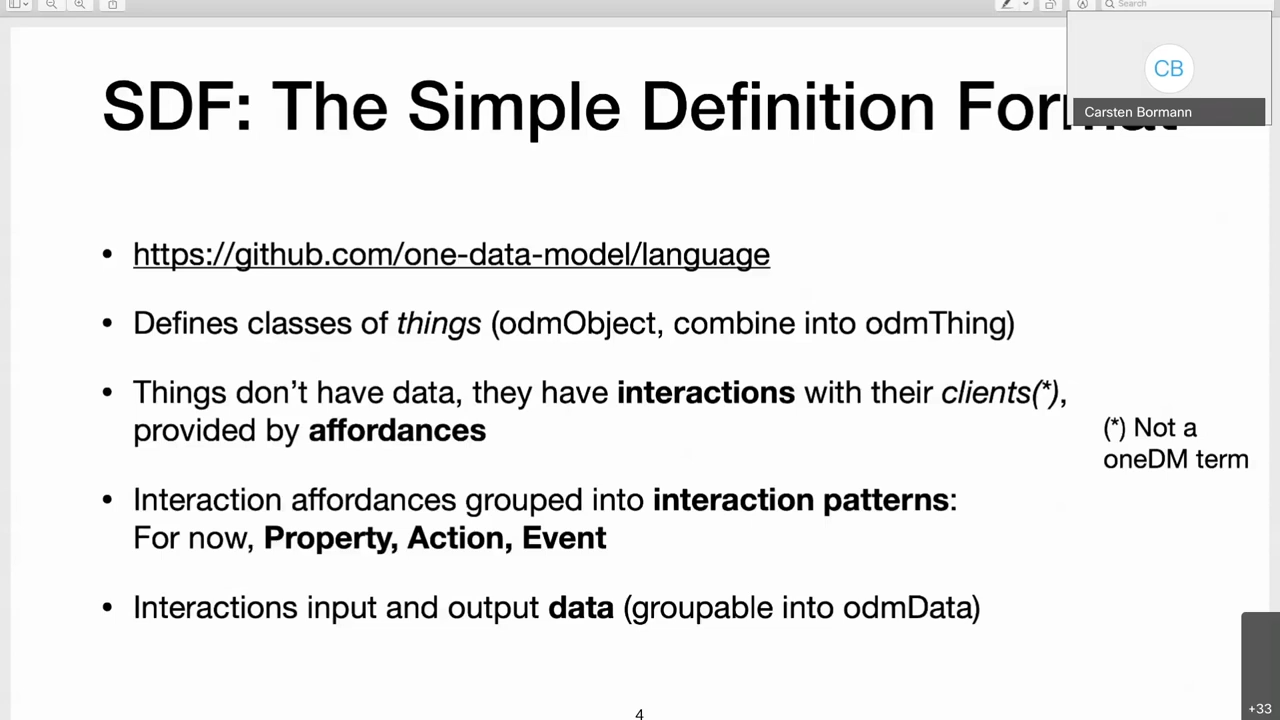 Search
CB
Carsten Bormann
SDF: The Simple Definition Format
• https://github.com/one-data-model/language
• Defines classes of things (odmObject, combine into odmThing)
• Things don’t have data, they have interactions with their clients(*),
provided by affordances
(*) Not a
oneDM term
• Interaction affordances grouped into interaction patterns:
For now, Property, Action, Event
• Interactions input and output data (groupable into odmData)
4
+33